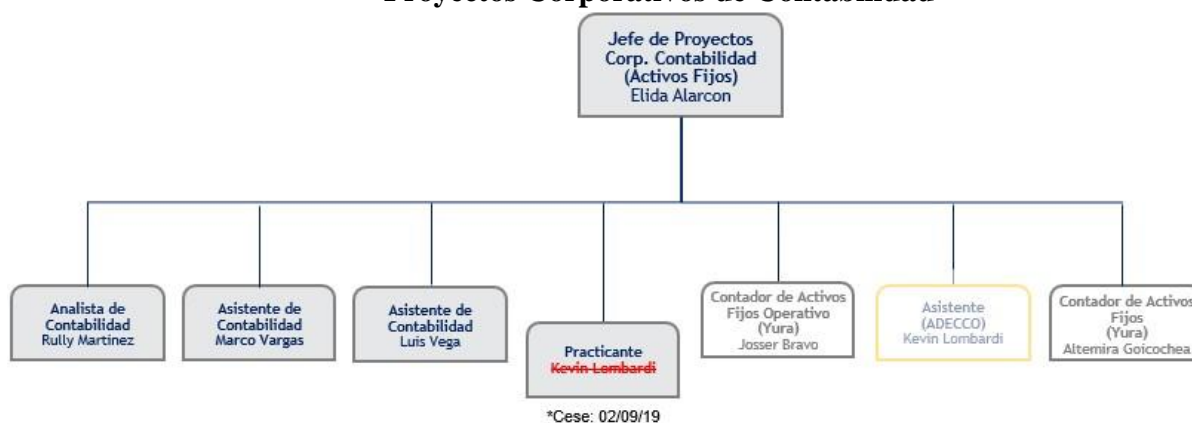 Proyectos Corporativos de Contabilidad
Jefe de Proyectos
Corp. Contabilidad
(Activos Fijos)
Elida Alarcon
Analista de
Contabilidad
Rully Martinez
Asistente de
Contabilidad
Marco Vargas
Asistente de
Contabilidad
Luis Vega
Practicante
Kevin Lombardi
*Cese: 02/09/19
Contador de Activos
Fijos Operativo
(Yura)
Josser Bravo
Asistente
(ADECCO)
Kevin Lombardi
Contador de Activos
Fijos
(Yura)
Altemira Goicochea